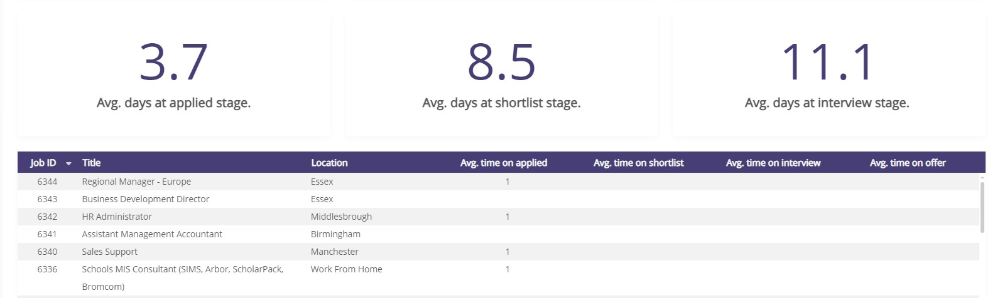 3.7
Avg. days at applied stage.
8.5
Avg. days at shortlist stage.
11.1
Avg. days at interview stage.
Job ID Title Location Avg. time on applied Avg. time on shortlist Avg. time on interview Avg. time on offer
6344 Regional Manager - Europe Essex 1
6343 Business Development Director Essex
6342 HR Administrator Middlesbrough 1
6341 Assistant Management Accountant Birmingham
6340 Sales Support Manchester 1
6336 Schools MIS Consultant (SIMS, Arbor, ScholarPack, Work From Home 1
Bromcom)